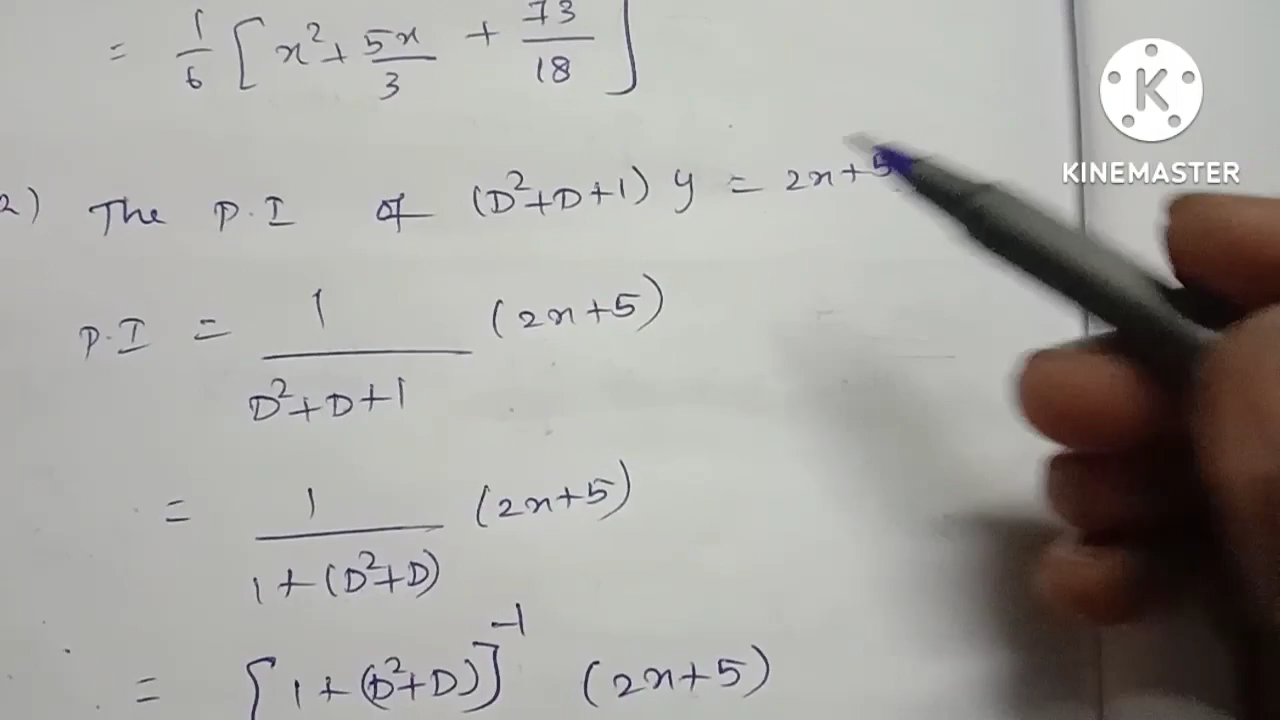 = 1/6 [ x² + 5x/3 + 73/18 ]
KINEMASTER
2) The P.I of (D²+D+1) y = 2x+5
P.I = 1/(D²+D+1) (2x+5)
= 1/(1+(D²+D)) (2x+5)
= [1+(D²+D)]⁻¹ (2x+5)